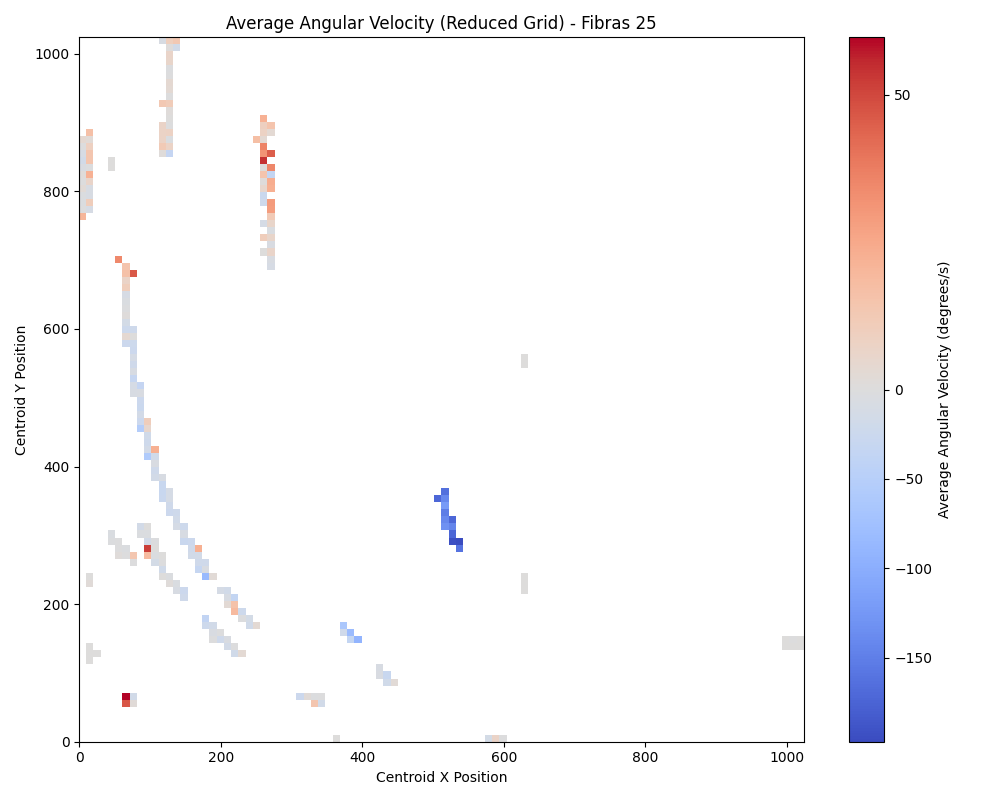 Average Angular Velocity (Reduced Grid) - Fibras 25
1000
800
600
400
200
0
Centroid Y Position
0 200 400 600 800 1000
Centroid X Position
50
0
−50
−100
−150
Average Angular Velocity (degrees/s)